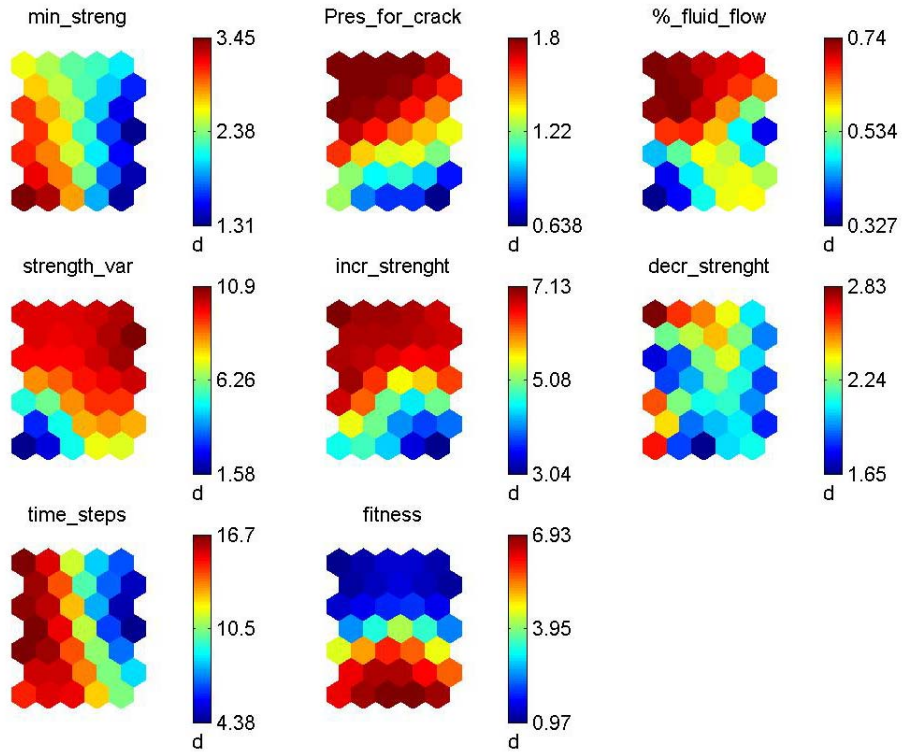 min_streng
3.45
2.38
1.31
d
Pres_for_crack
1.8
1.22
0.638
d
%_fluid_flow
0.74
0.534
0.327
d
strength_var
10.9
6.26
1.58
d
incr_strenght
7.13
5.08
3.04
d
decr_strenght
2.83
2.24
1.65
d
time_steps
16.7
10.5
4.38
d
fitness
6.93
3.95
0.97
d